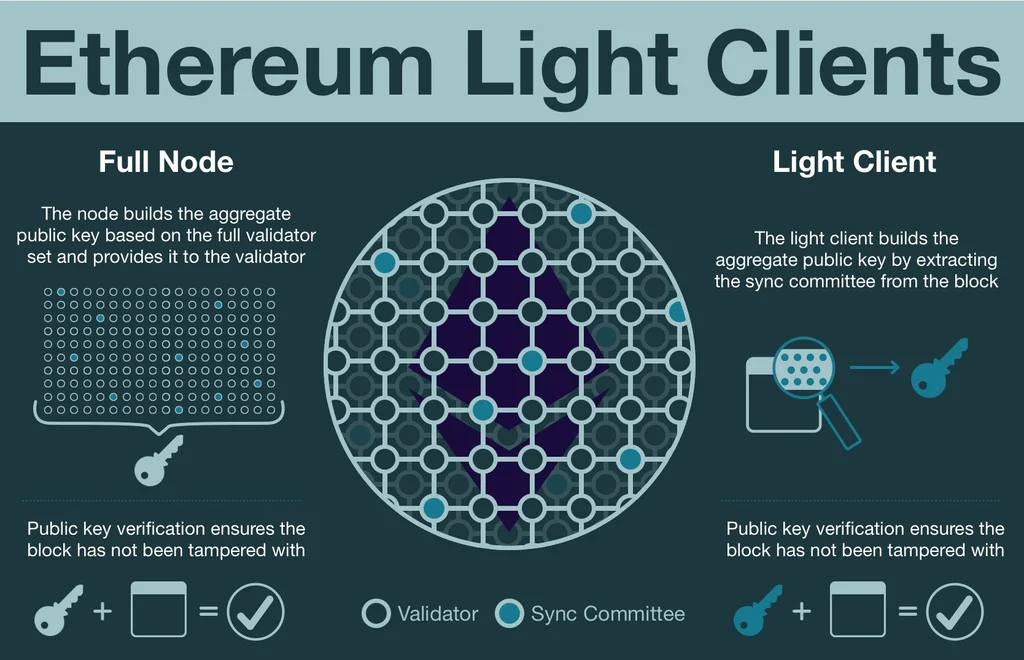 Ethereum Light Clients
Full Node
The node builds the aggregate
public key based on the full validator
set and provides it to the validator
Public key verification ensures the
block has not been tampered with
+
=
Validator
Sync Committee
Light Client
The light client builds the
aggregate public key by extracting
the sync committee from the block
Public key verification ensures the
block has not been tampered with
+
=